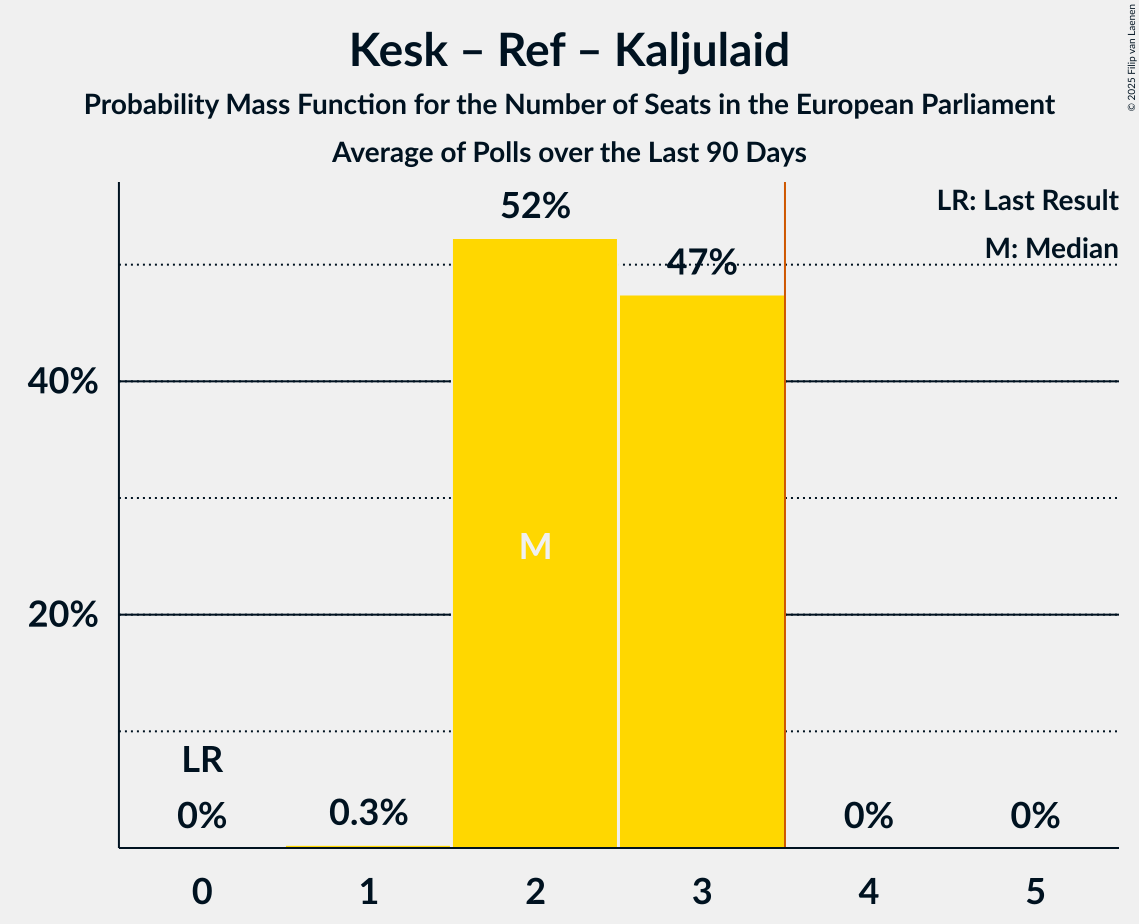 Kesk – Ref – Kaljulaid
Probability Mass Function for the Number of Seats in the European Parliament
Average of Polls over the Last 90 Days
© 2025 Filip van Laenen
LR: Last Result
M: Median
52%
47%
40%
M
20%
LR
0%
0.3%
0%
0%
0
1
2
3
4
5